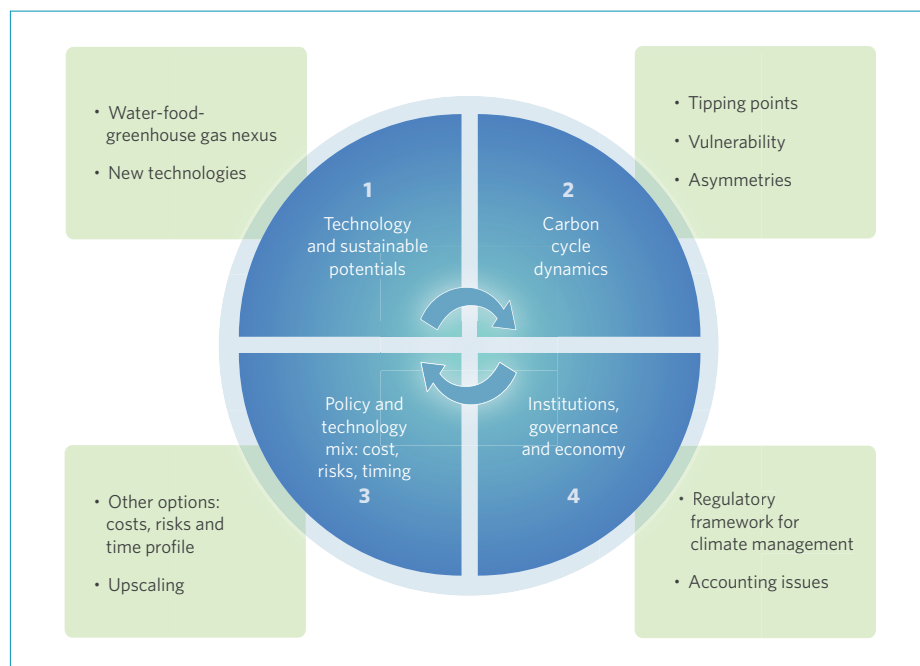 • Water-food-
greenhouse gas nexus
• New technologies
• Tipping points
• Vulnerability
• Asymmetries
1
Technology
and sustainable
potentials
2
Carbon
cycle
dynamics
Policy and
technology
mix: cost,
risks, timing
3
Institutions,
governance
and economy
4
• Other options:
costs, risks and
time profile
• Upscaling
• Regulatory
framework for
climate management
• Accounting issues